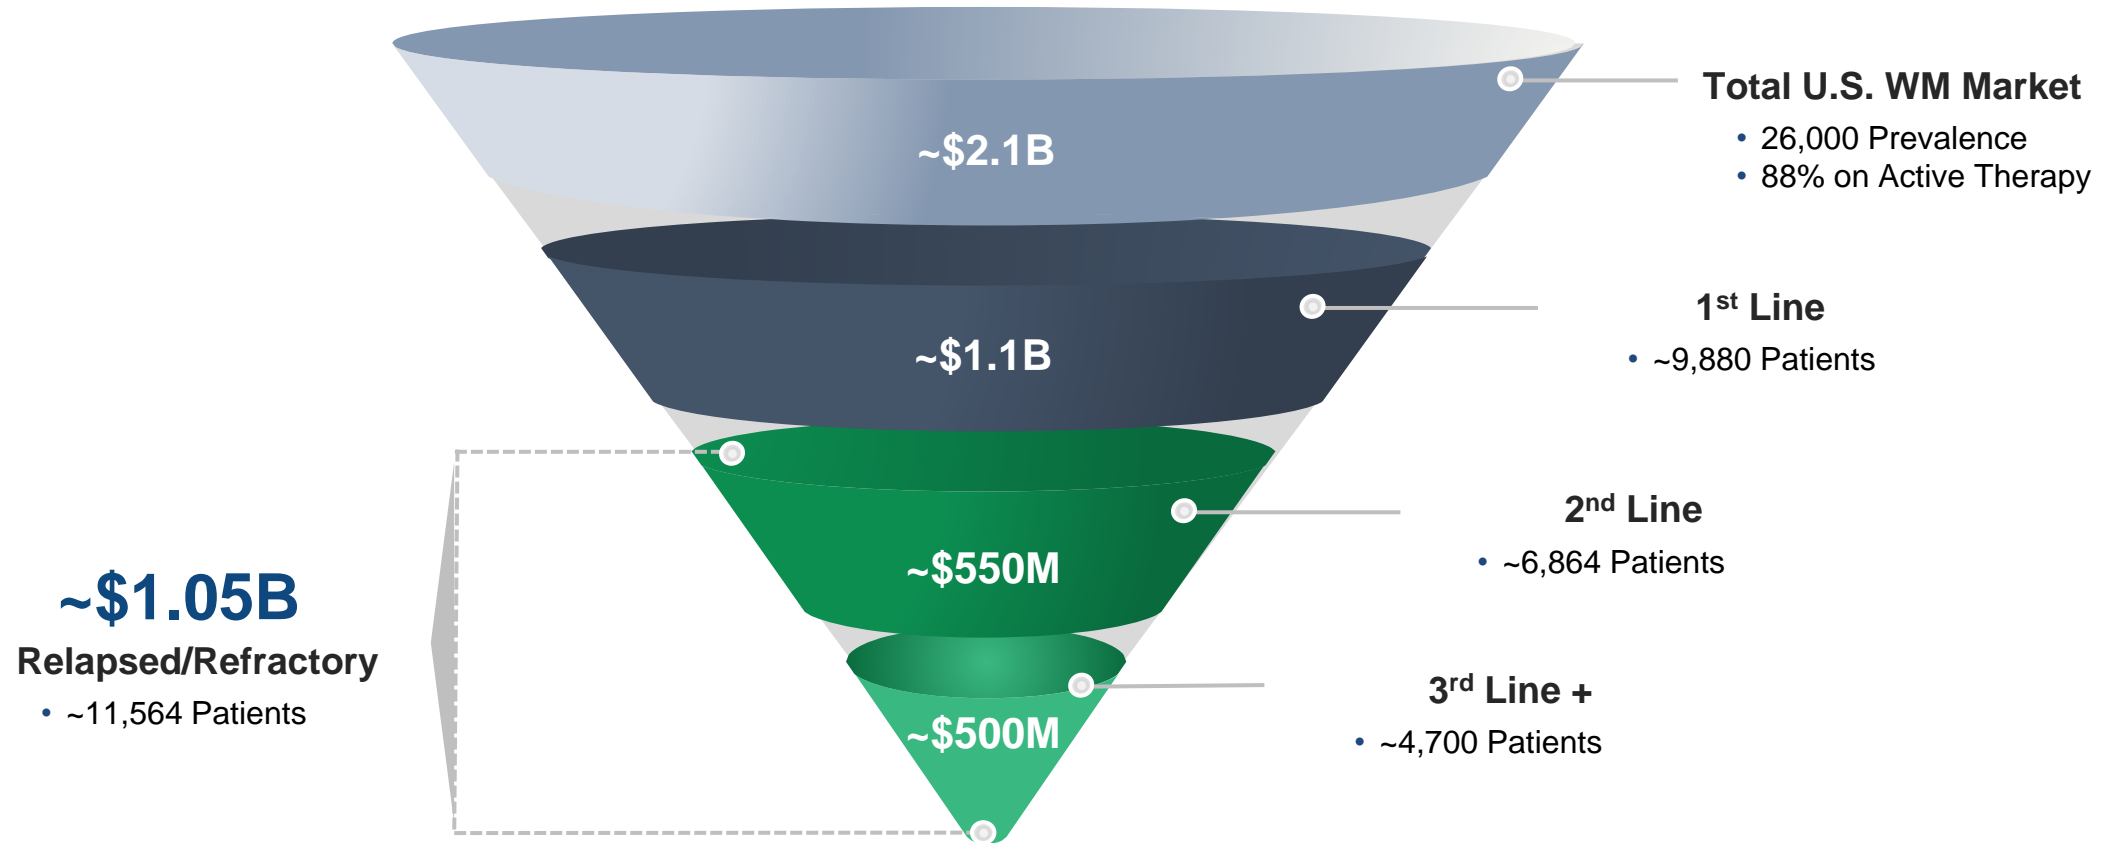 Total U.S. WM Market
• 26,000 Prevalence
• 88% on Active Therapy
~$2.1B
1st Line
• ~9,880 Patients
~$1.1B
2nd Line
• ~6,864 Patients
~$550M
~$1.05B
Relapsed/Refractory
• ~11,564 Patients
3rd Line +
• ~4,700 Patients
~$500M